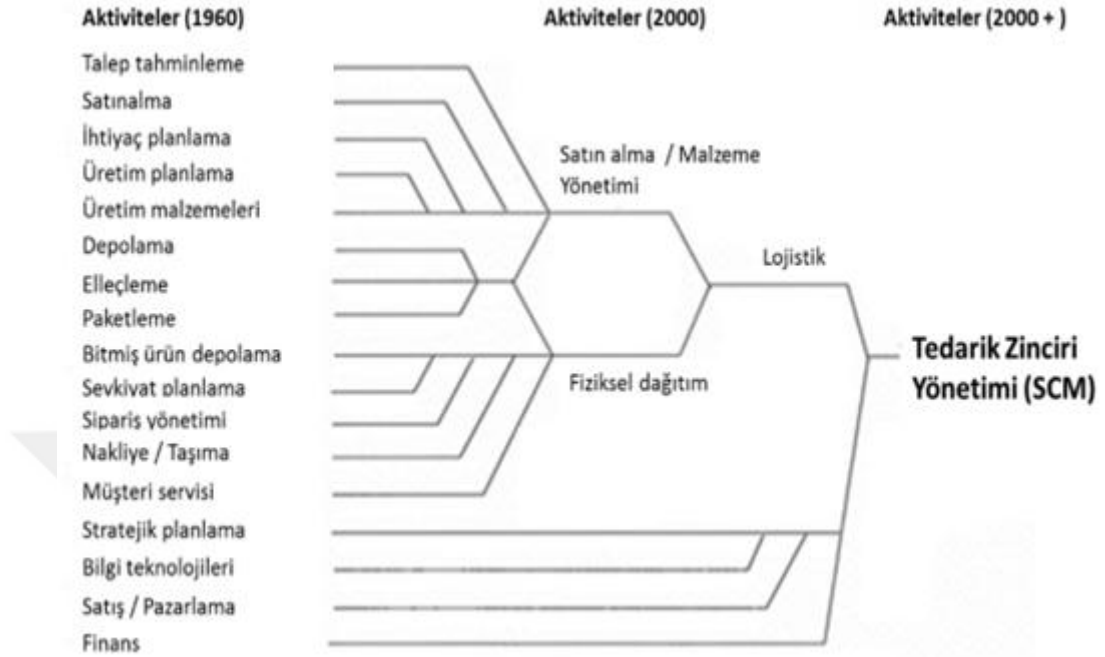 Aktiviteler (1960)
Aktiviteler (2000)
Aktiviteler (2000 + )
Talep tahminleme
Satınalma
İhtiyaç planlama
Üretim planlama
Üretim malzemeleri
Depolama
Elleçleme
Paketleme
Bitmiş ürün depolama
Sevkiyat planlama
Sipariş yönetimi
Nakliye / Taşıma
Müşteri servisi
Stratejik planlama
Bilgi teknolojileri
Satış / Pazarlama
Finans
Satın alma / Malzeme
Yönetimi
Fiziksel dağıtım
Lojistik
Tedarik Zinciri
Yönetimi (SCM)